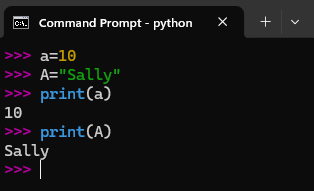 Command Prompt - python
>>> a=10
>>> A="Sally"
>>> print(a)
10
>>> print(A)
Sally
>>>